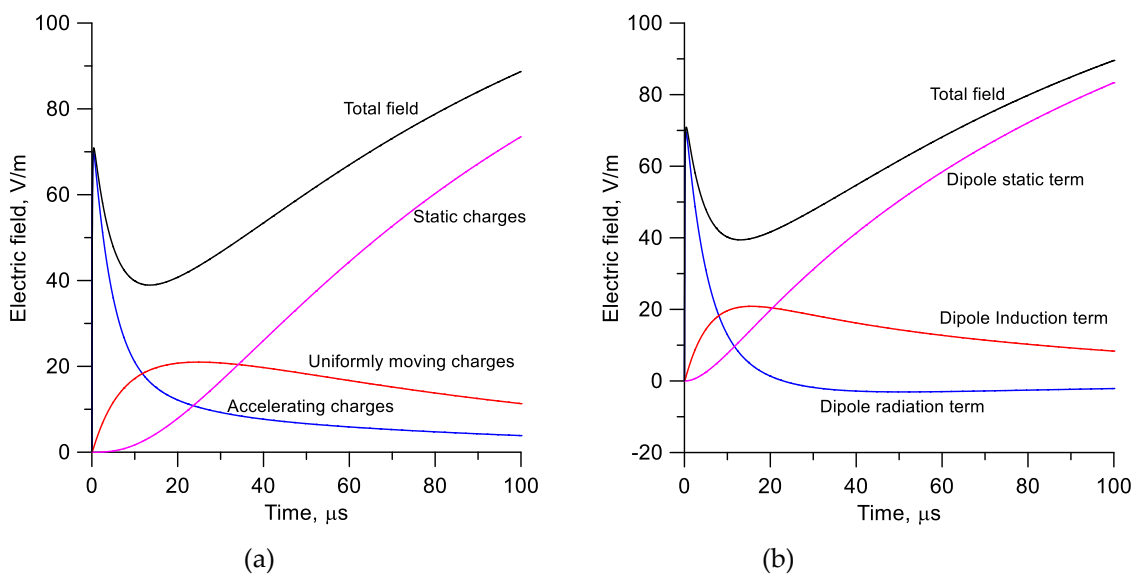 100
80
60
40
20
0
Electric field, V/m
Total field
Static charges
Uniformly moving charges
Accelerating charges
0 20 40 60 80 100
Time, μs
(a)
100
80
60
40
20
0
-20
Electric field, V/m
Total field
Dipole static term
Dipole Induction term
Dipole radiation term
0 20 40 60 80 100
Time, μs
(b)